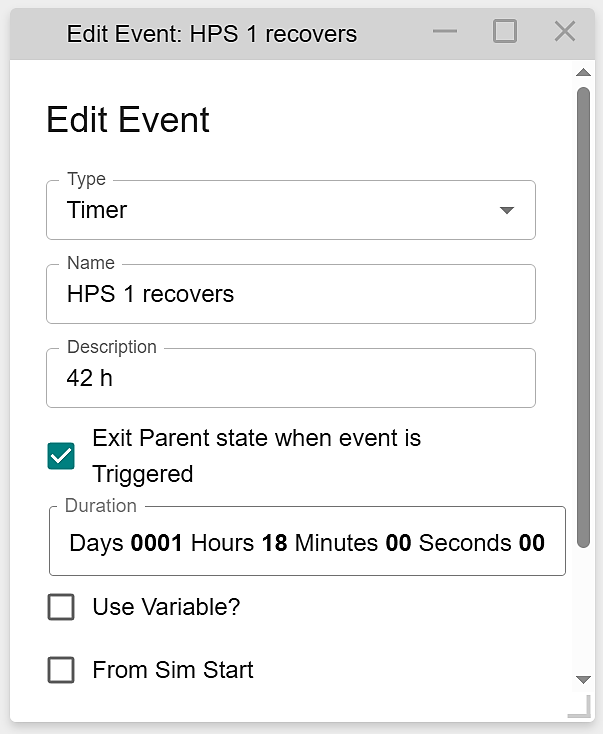 Edit Event: HPS 1 recovers
Edit Event
Type
Timer
Name
HPS 1 recovers
Description
42 h
Exit Parent state when event is
Triggered
Duration
Days 0001 Hours 18 Minutes 00 Seconds 00
Use Variable?
From Sim Start